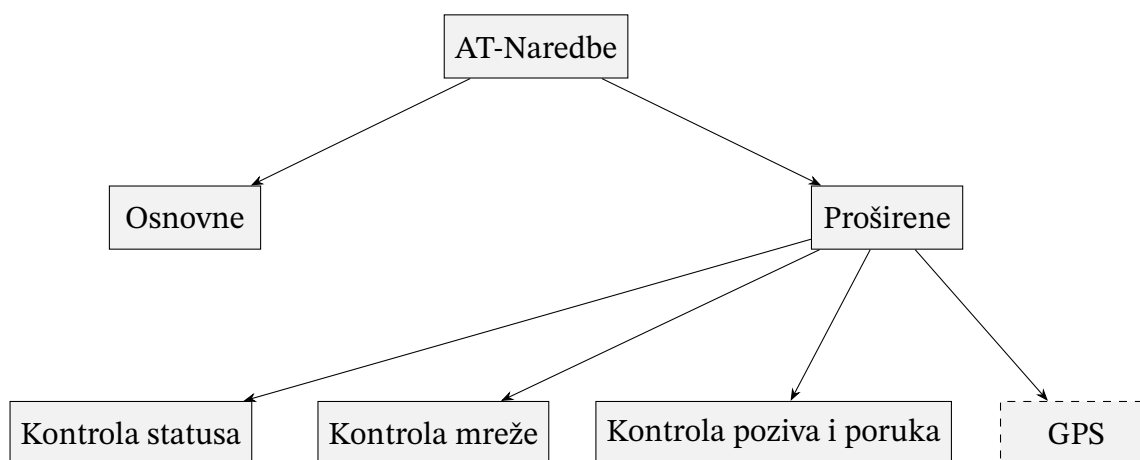 AT-Naredbe
Osnovne
Proširene
Kontrola statusa
Kontrola mreže
Kontrola poziva i poruka
GPS